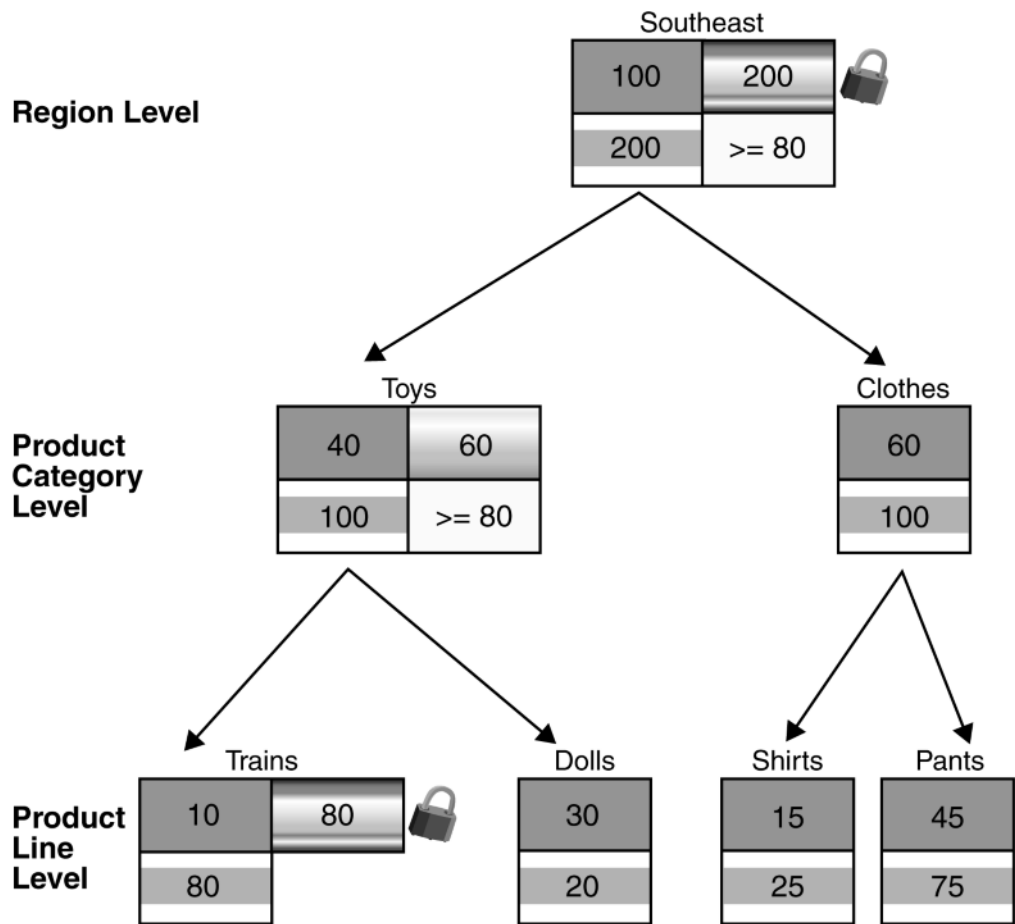 Southeast
100 200
Region Level
200 >= 80
Toys Clothes
40 60 60
Product
Category
Level
100 >= 80 100
Trains Dolls Shirts Pants
10 80 30 15 45
Product
Line
Level
80 20 25 75